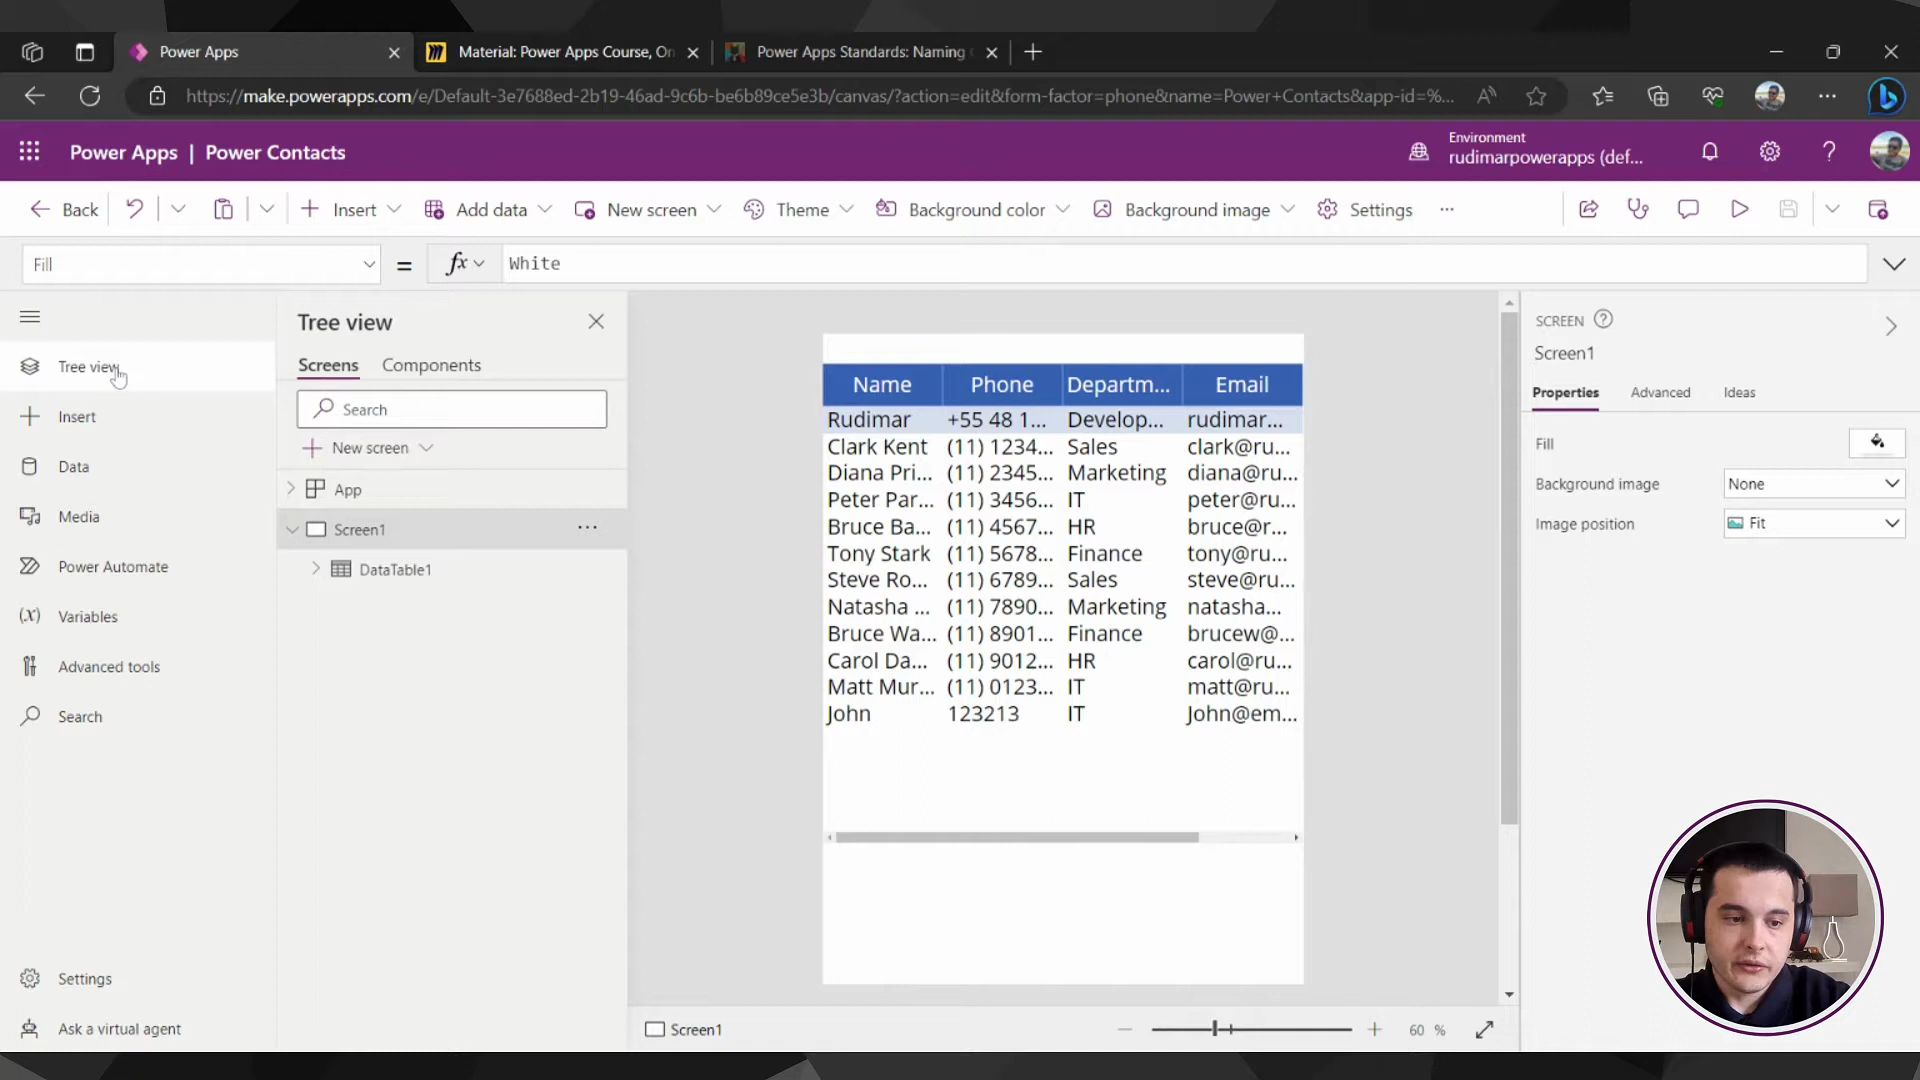 Power Apps
Material: Power Apps Course, On
Power Apps Standards: Naming
https://make.powerapps.com/e/Default-3e7688ed-2b19-46ad-9c6b-be6b89ce5e3b/canvas/?action=edit&form-factor=phone&name=Power+Contacts&app-id=%...
Power Apps | Power Contacts
Environment
rudimarpowerapps (def...
Back
Insert
Add data
New screen
Theme
Background color
Background image
Settings
Fill
=
fx
White
Tree view
Insert
Data
Media
Power Automate
Variables
Advanced tools
Search
Settings
Ask a virtual agent
Tree view
Screens Components
Search
New screen
App
Screen1
DataTable1
Name Phone Departm... Email
Rudimar +55 48 1... Develop... rudimar...
Clark Kent (11) 1234... Sales clark@ru...
Diana Pri... (11) 2345... Marketing diana@ru...
Peter Par... (11) 3456... IT peter@ru...
Bruce Ba... (11) 4567... HR bruce@r...
Tony Stark (11) 5678... Finance tony@ru...
Steve Ro... (11) 6789... Sales steve@ru...
Natasha ... (11) 7890... Marketing natasha...
Bruce Wa... (11) 8901... Finance brucew@...
Carol Da... (11) 9012... HR carol@ru...
Matt Mur... (11) 0123... IT matt@ru...
John 123213 IT John@em...
Screen1
60 %
SCREEN
Screen1
Properties Advanced Ideas
Fill
Background image None
Image position Fit